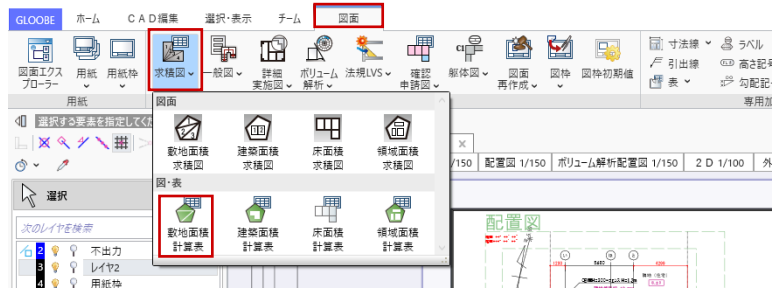 GLOOBE ホーム CAD編集 選択・表示 チーム 図面
図面エクス
プローラー
用紙 用紙枠 求積図 一般図 詳細
実施図
ボリューム
解析
法規LVS 確認
申請図
躯体図 図面
再作成
図枠 図枠初期値
寸法線 ラベル
引出線 高さ記号
表 勾配記
用紙
専用加
選択する要素を指定してくだ
図面
敷地面積
求積図
建築面積
求積図
床面積
求積図
領域面積
求積図
図・表
敷地面積
計算表
建築面積
計算表
床面積
計算表
領域面積
計算表
/150 配置図 1/150 ボリューム解析配置図 1/150 2 D 1/100 外
選択
次のレイヤを検索
2 不出力
3 レイヤ2
4 用紙枠
配置図